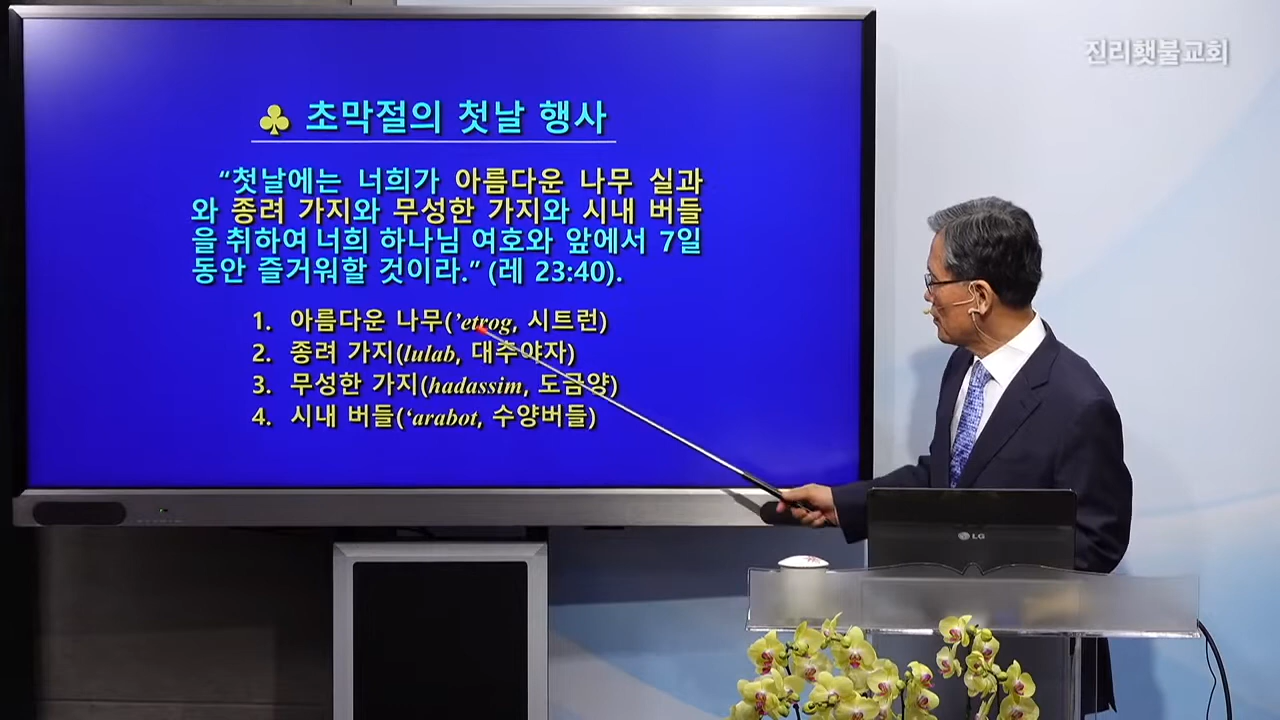 진리횃불교회
♣ 초막절의 첫날 행사
“첫날에는 너희가 아름다운 나무 실과
와 종려 가지와 무성한 가지와 시내 버들
을 취하여 너희 하나님 여호와 앞에서 7일
동안 즐거워할 것이라.” (레 23:40).
1. 아름다운 나무(’etrog, 시트런)
2. 종려 가지(lulab, 대추야자)
3. 무성한 가지(hadassim, 도금양)
4. 시내 버들(‘arabot, 수양버들)
LG